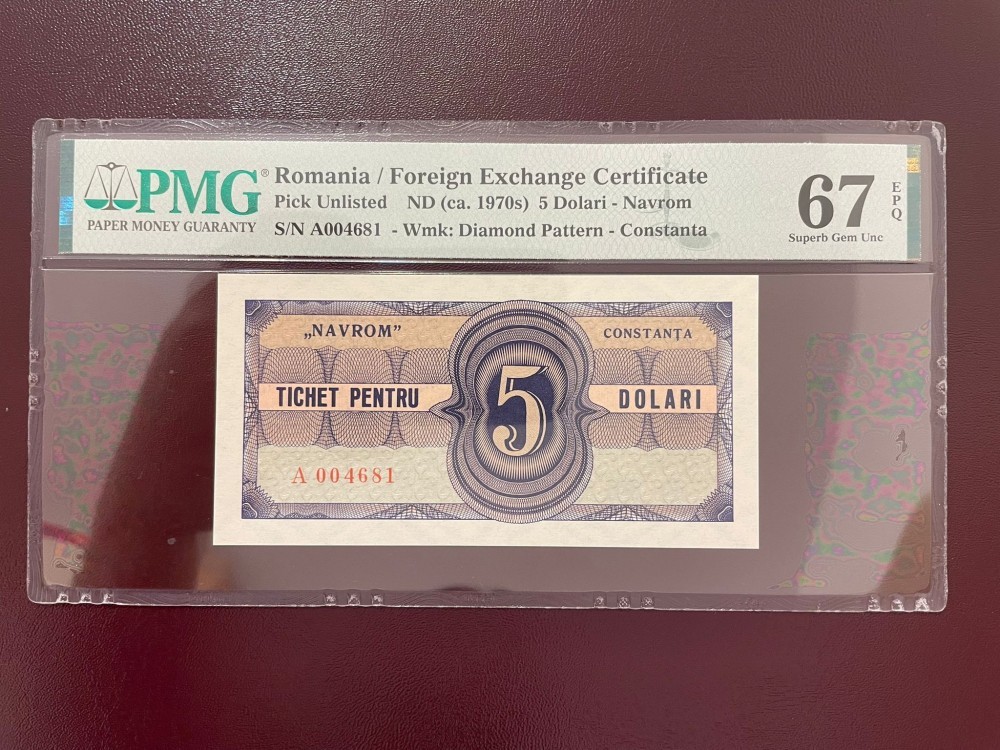 PMG®
PAPER MONEY GUARANTY
Romania / Foreign Exchange Certificate
Pick Unlisted ND (ca. 1970s) 5 Dolari - Navrom
S/N A004681 - Wmk: Diamond Pattern - Constanta
67
EPQ
Superb Gem Unc
„NAVROM”
CONSTANȚA
TICHET PENTRU 5 DOLARI
A 004681